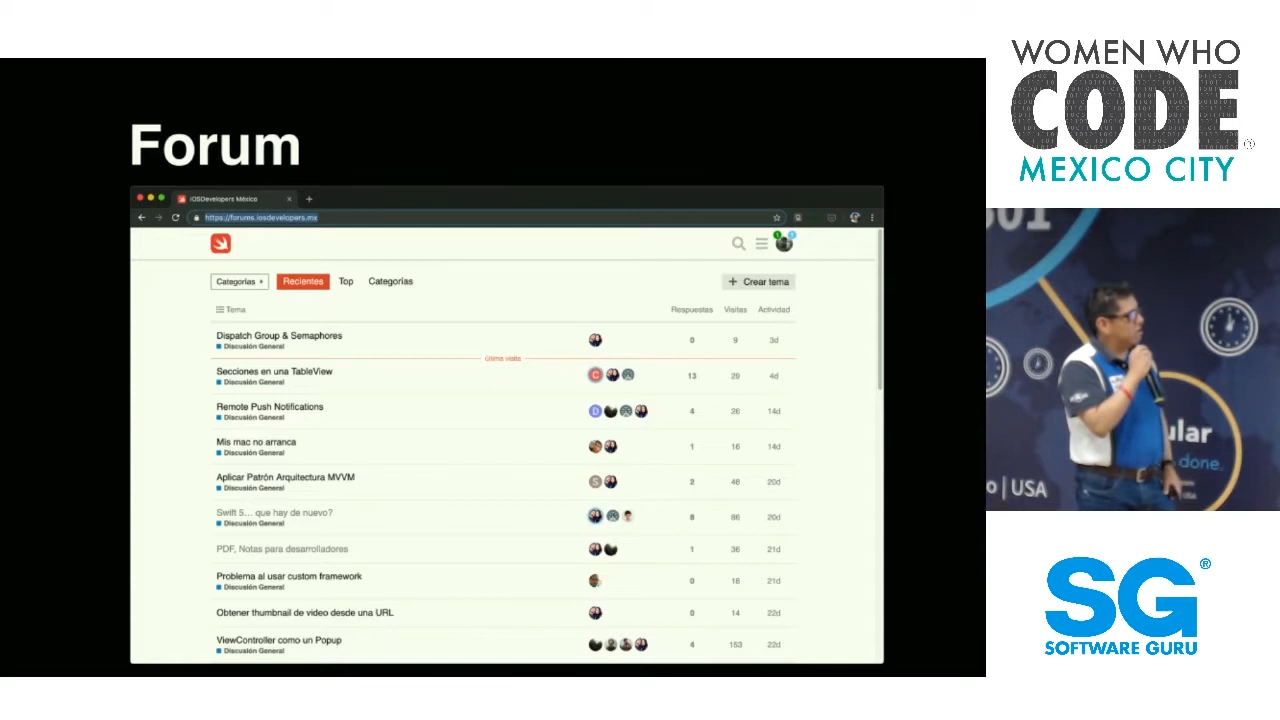 Forum
iOSDevelopers México
https://forums.iosdevelopers.mx
Categorías
Recientes
Top
Categorías
+ Crear tema
Tema
Respuestas
Visitas
Actividad
Dispatch Group & Semaphores
0
9
3d
Discusión General
última visita
Secciones en una TableView
C
13
29
4d
Discusión General
Remote Push Notifications
D
4
26
14d
Discusión General
Mis mac no arranca
1
16
14d
Discusión General
Aplicar Patrón Arquitectura MVVM
S
2
48
20d
Discusión General
Swift 5... que hay de nuevo?
8
86
20d
Discusión General
PDF, Notas para desarrolladores
1
36
21d
Problema al usar custom framework
0
18
21d
Discusión General
Obtener thumbnail de video desde una URL
0
14
22d
ViewController como un Popup
4
153
22d
Discusión General
WOMEN WHO
CODE
MEXICO CITY
done.
| USA
SG
SOFTWARE GURU